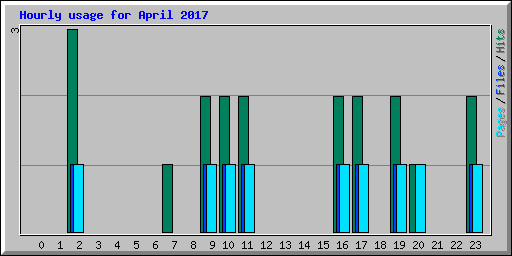 Hourly usage for April 2017
3
Pages/Files/Hits
0 1 2 3 4 5 6 7 8 9 10 11 12 13 14 15 16 17 18 19 20 21 22 23